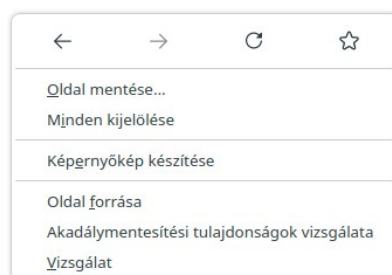 Oldal mentése...
Minden kijelölése
Képernyőkép készítése
Oldal forrása
Akadálymentesítési tulajdonságok vizsgálata
Vizsgálat